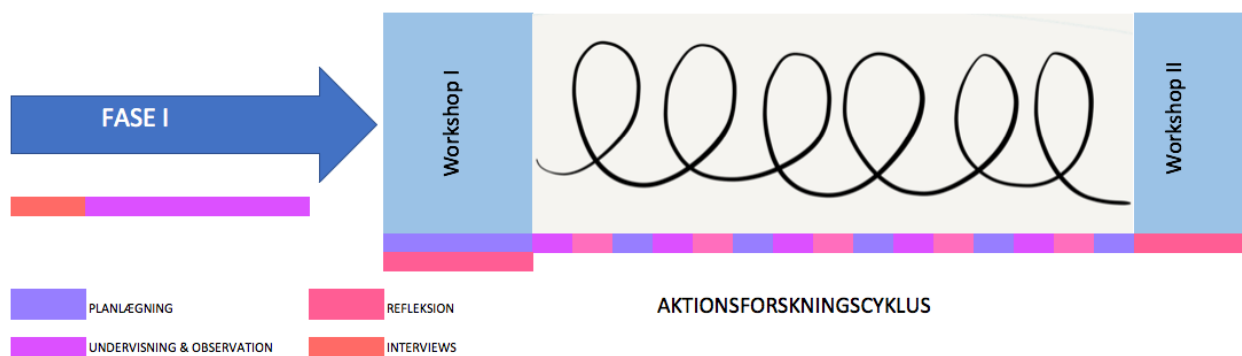 FASE I
Workshop I
Workshop II
PLANLÆGNING
REFLEKSION
AKTIONSFORSKNINGSCYKLUS
UNDERVISNING & OBSERVATION
INTERVIEWS